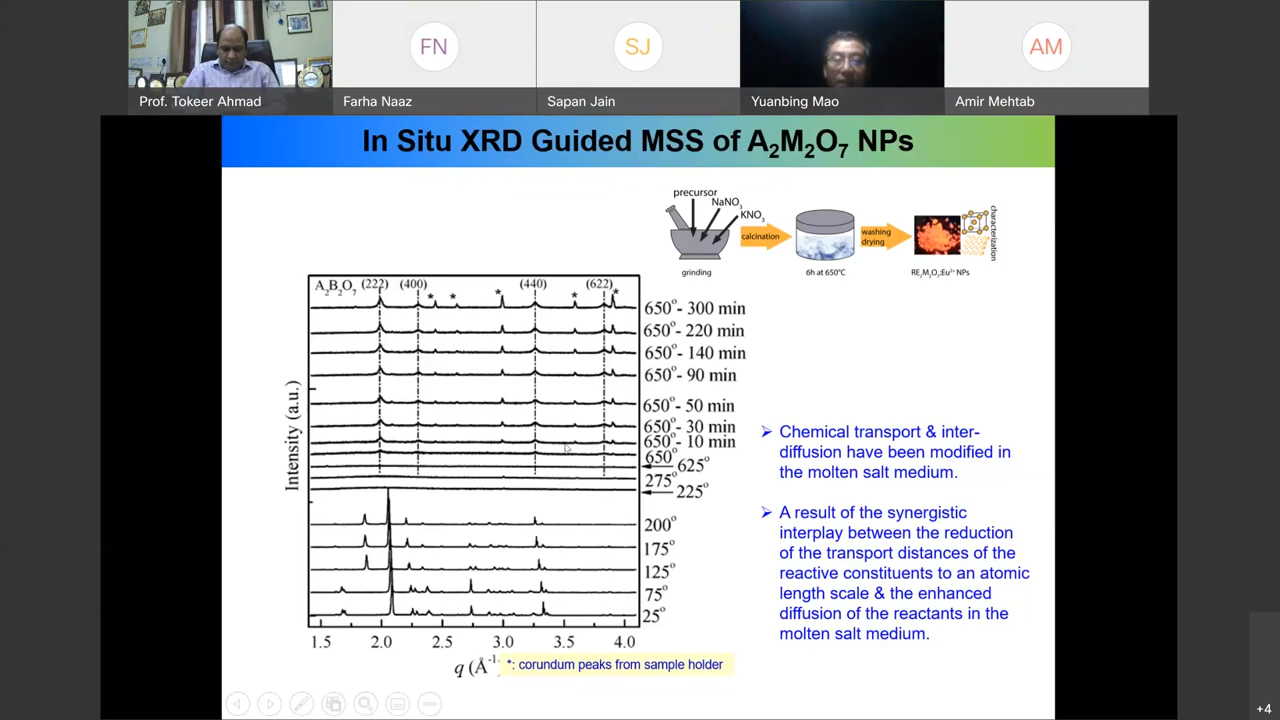 FN
SJ
AM
Prof. Tokeer Ahmad
Farha Naaz
Sapan Jain
Yuanbing Mao
Amir Mehtab
In Situ XRD Guided MSS of A₂M₂O₇ NPs
precursor
NaNO₃
KNO₃
calcination
washing
drying
characterization
grinding
6h at 650°C
RE₂M₂O₇:Eu³⁺ NPs
A₂B₂O₇
(222)
(400)
(440)
(622)
* * * * *
650°- 300 min
650°- 220 min
650°- 140 min
650°- 90 min
650°- 50 min
650°- 30 min
650°- 10 min
650°
625°
275°
225°
200°
175°
125°
75°
25°
Intensity (a.u.)
1.5 2.0 2.5 3.0 3.5 4.0
q (Å⁻¹
*: corundum peaks from sample holder
➢ Chemical transport & inter-
diffusion have been modified in
the molten salt medium.
➢ A result of the synergistic
interplay between the reduction
of the transport distances of the
reactive constituents to an atomic
length scale & the enhanced
diffusion of the reactants in the
molten salt medium.
+4